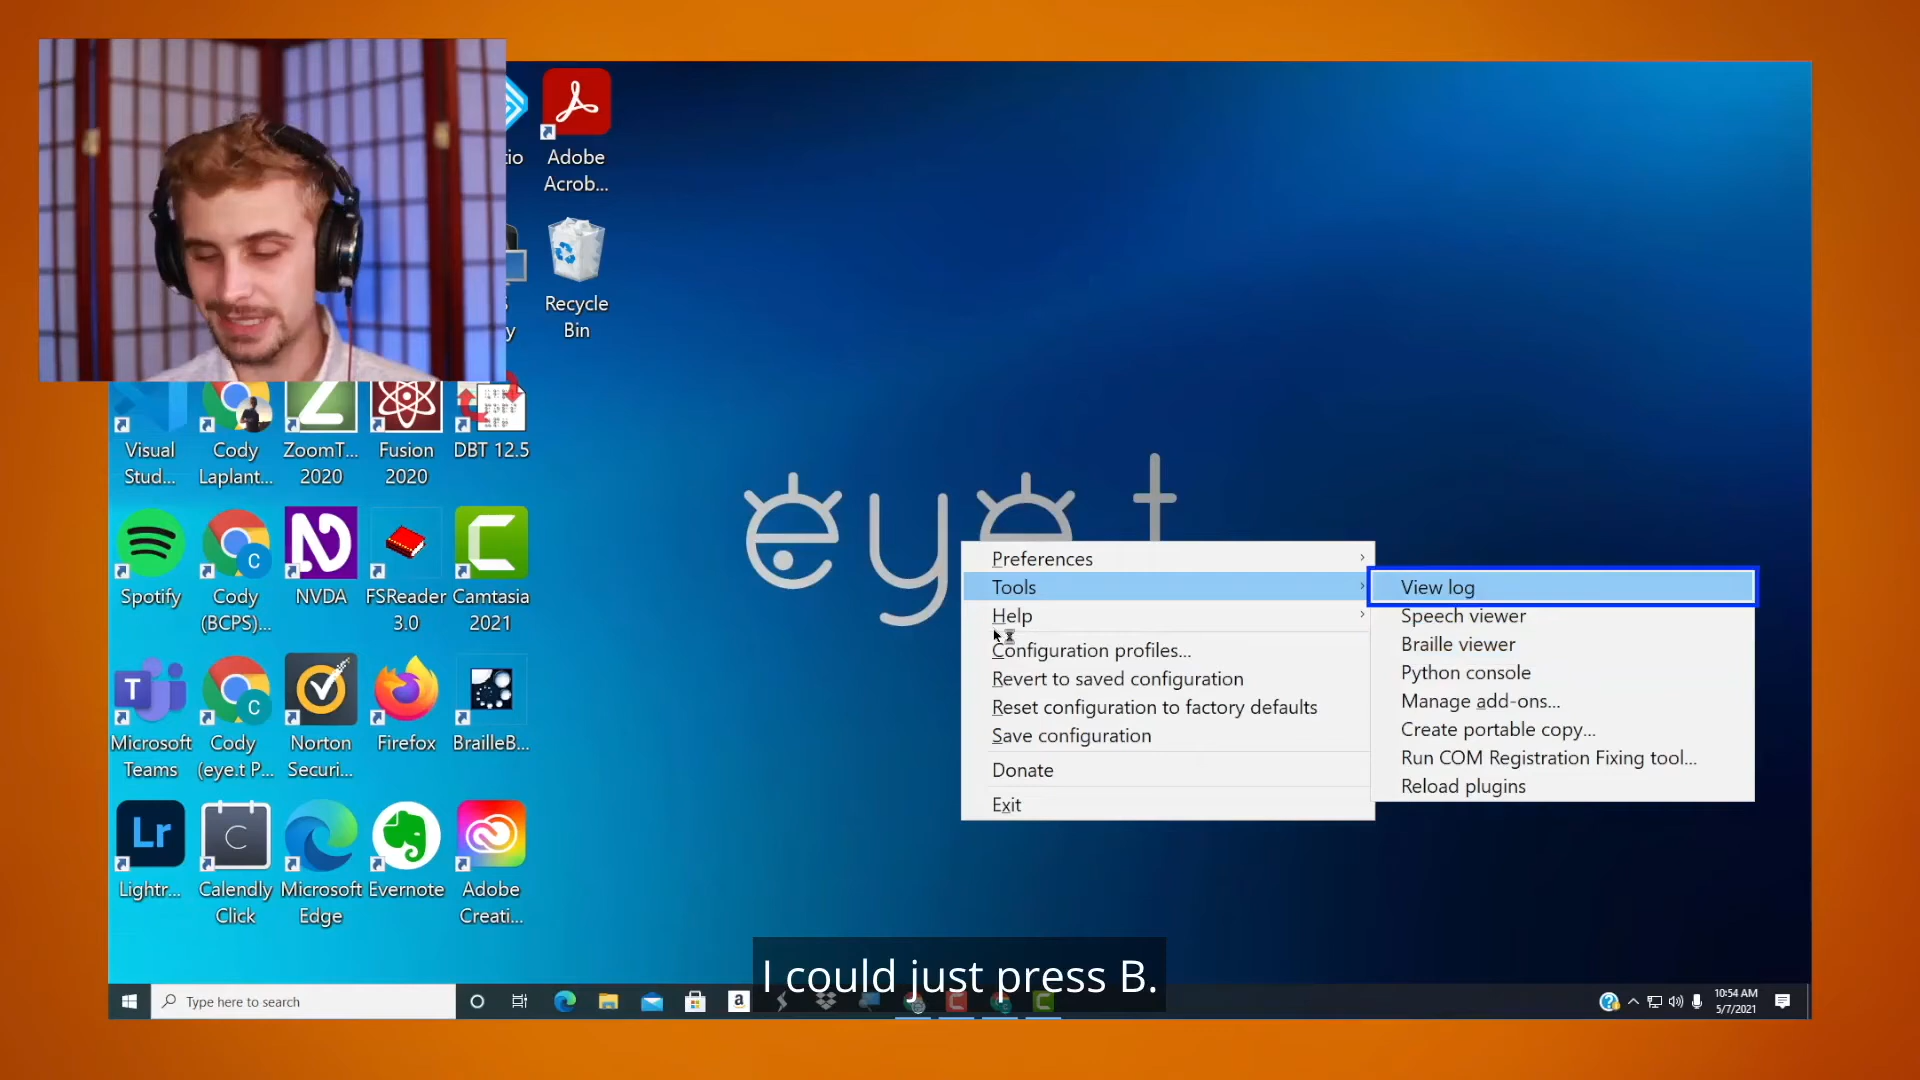 tio
Adobe
Acrob...
Recycle
Bin
y
Visual
Stud...
Cody
Laplant...
ZoomT...
2020
Fusion
2020
DBT 12.5
Spotify
Cody
(BCPS)...
NVDA
FSReader
3.0
Camtasia
2021
Microsoft
Teams
Cody
(eye.t P...
Norton
Securi...
Firefox
BrailleB...
Lr
Lightr...
Calendly
Click
Microsoft
Edge
Evernote
Adobe
Creati...
eye.t
Preferences
Tools
Help
Configuration profiles...
Revert to saved configuration
Reset configuration to factory defaults
Save configuration
Donate
Exit
View log
Speech viewer
Braille viewer
Python console
Manage add-ons...
Create portable copy...
Run COM Registration Fixing tool...
Reload plugins
I could just press B.
Type here to search
10:54 AM
5/7/2021